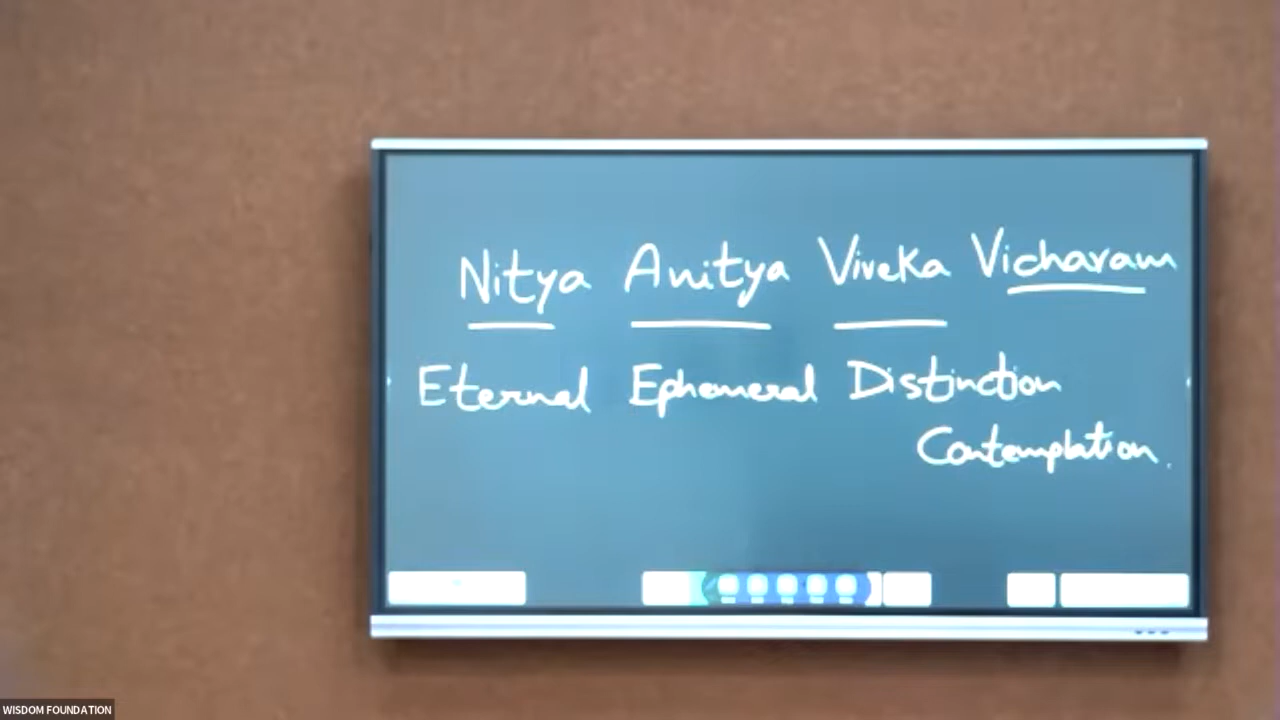 Nitya Anitya Viveka Vicharam
Eternal Ephemeral Distinction
Contemplation.
WISDOM FOUNDATION